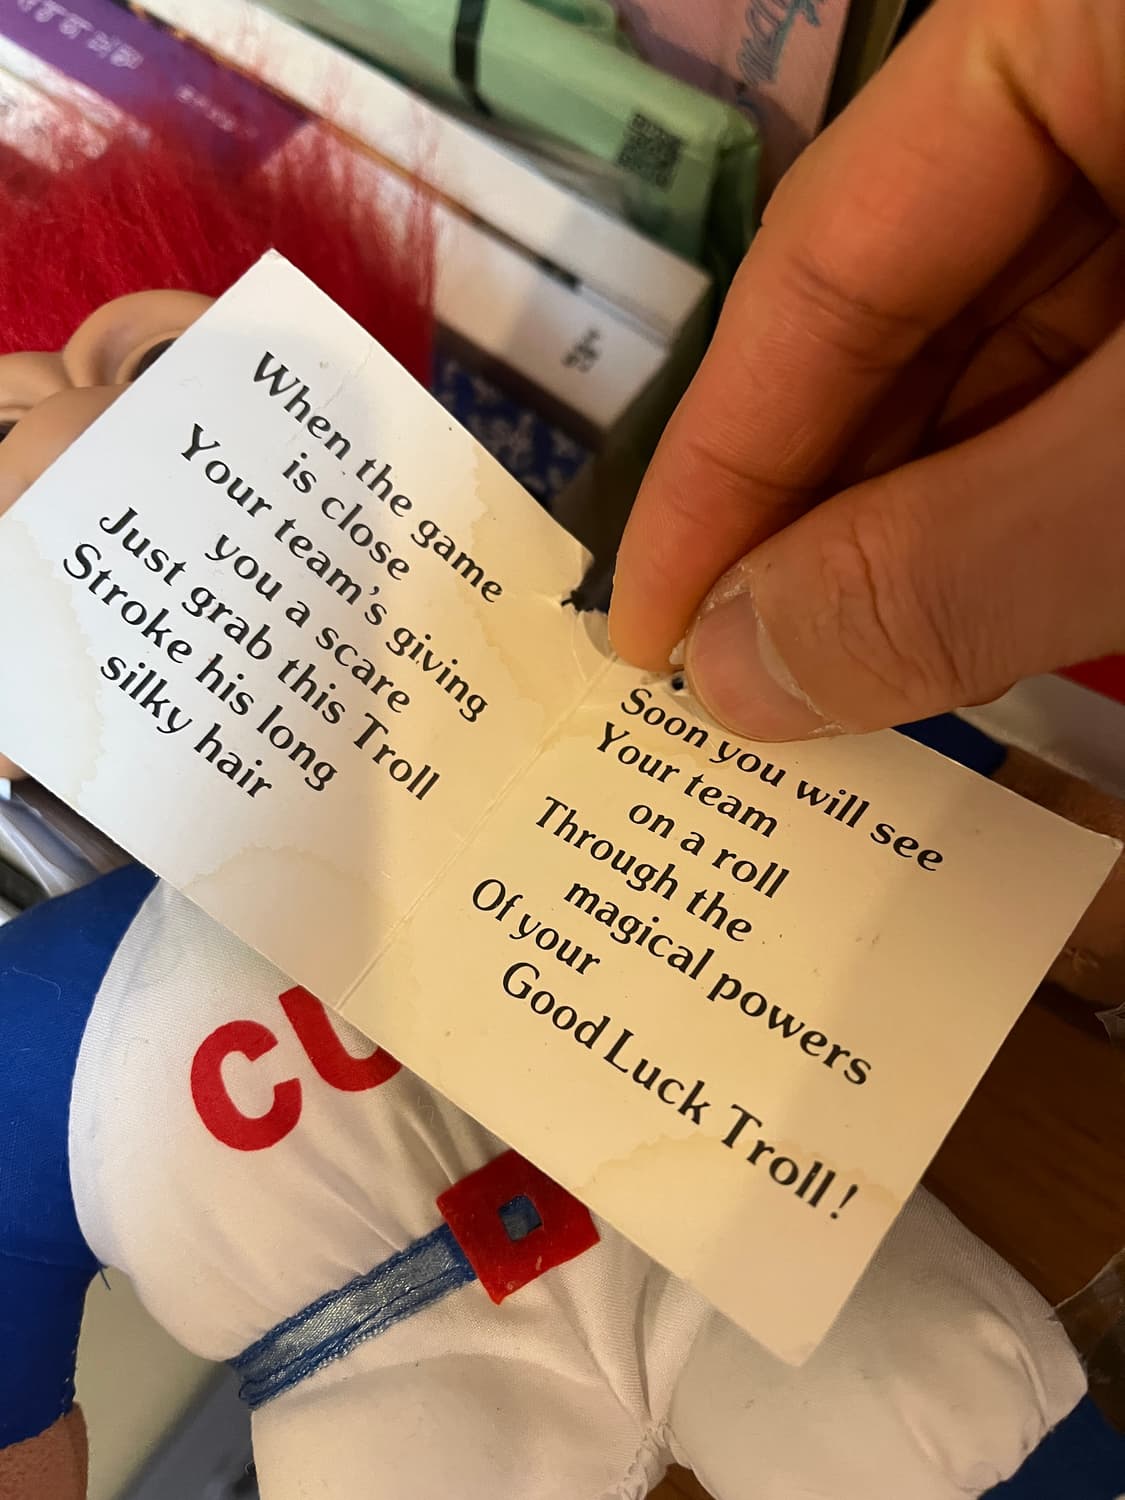 When the game
is close
Your team's giving
you a scare
Just grab this Troll
Stroke his long
silky hair
Soon you will see
Your team
on a roll
Through the
magical powers
Of your
Good Luck Troll!
CU